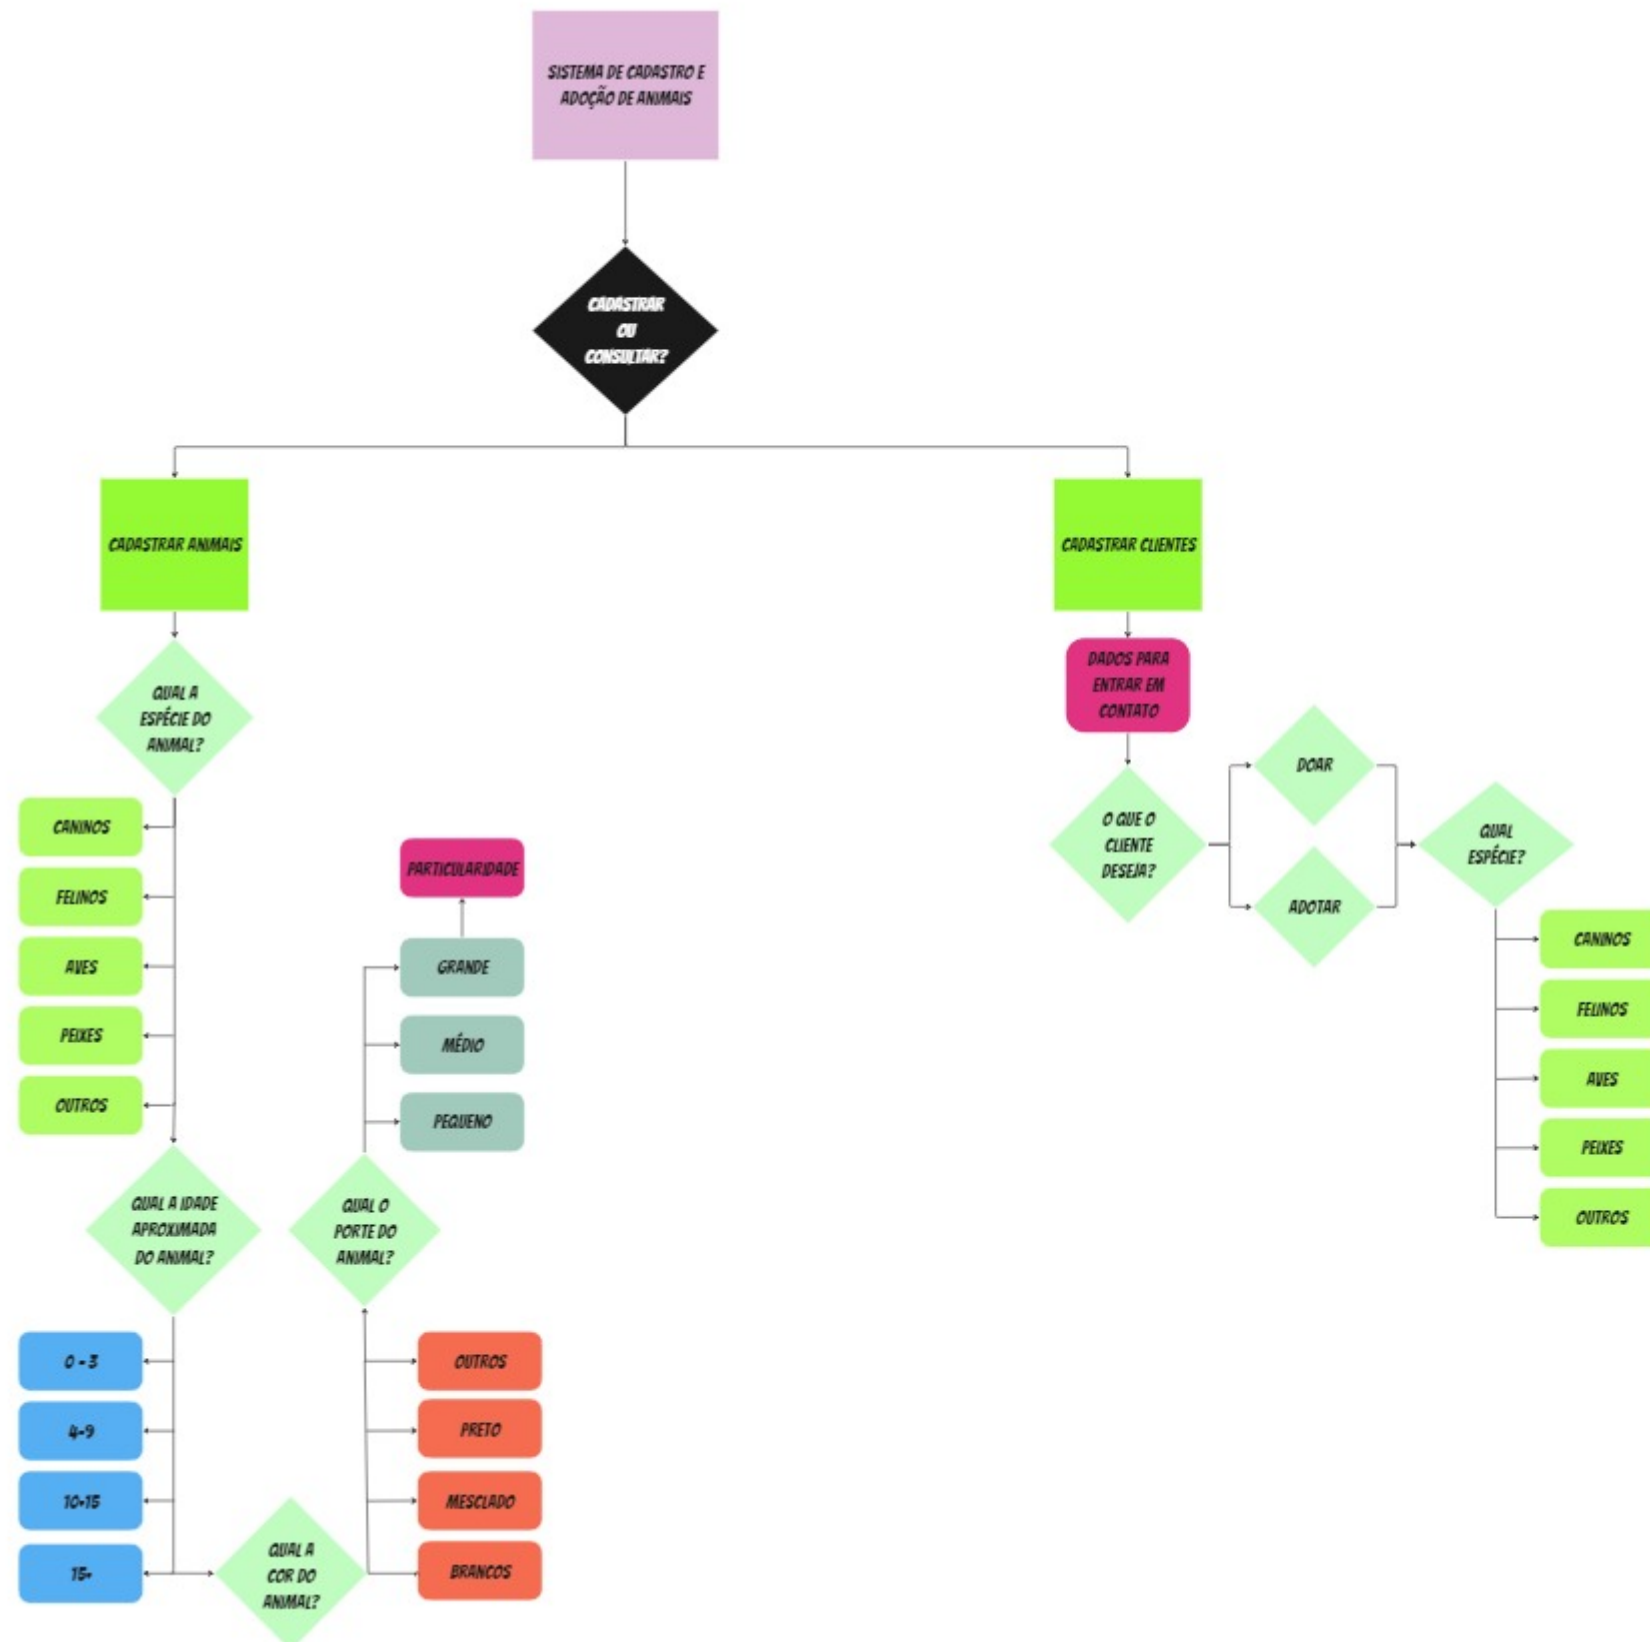 SISTEMA DE CADASTRO E
ADOÇÃO DE ANIMAIS
CADASTRAR
OU
CONSULTAR?
CADASTRAR ANIMAIS
QUAL A
ESPÉCIE DO
ANIMAL?
CANINOS
FELINOS
AVES
PEIXES
OUTROS
QUAL A IDADE
APROXIMADA
DO ANIMAL?
0 - 3
4-9
10-15
15+
QUAL A
COR DO
ANIMAL?
OUTROS
PRETO
MESCLADO
BRANCOS
QUAL O
PORTE DO
ANIMAL?
GRANDE
MÉDIO
PEQUENO
PARTICULARIDADE
CADASTRAR CLIENTES
DADOS PARA
ENTRAR EM
CONTATO
O QUE O
CLIENTE
DESEJA?
DOAR
ADOTAR
QUAL
ESPÉCIE?
CANINOS
FELINOS
AVES
PEIXES
OUTROS